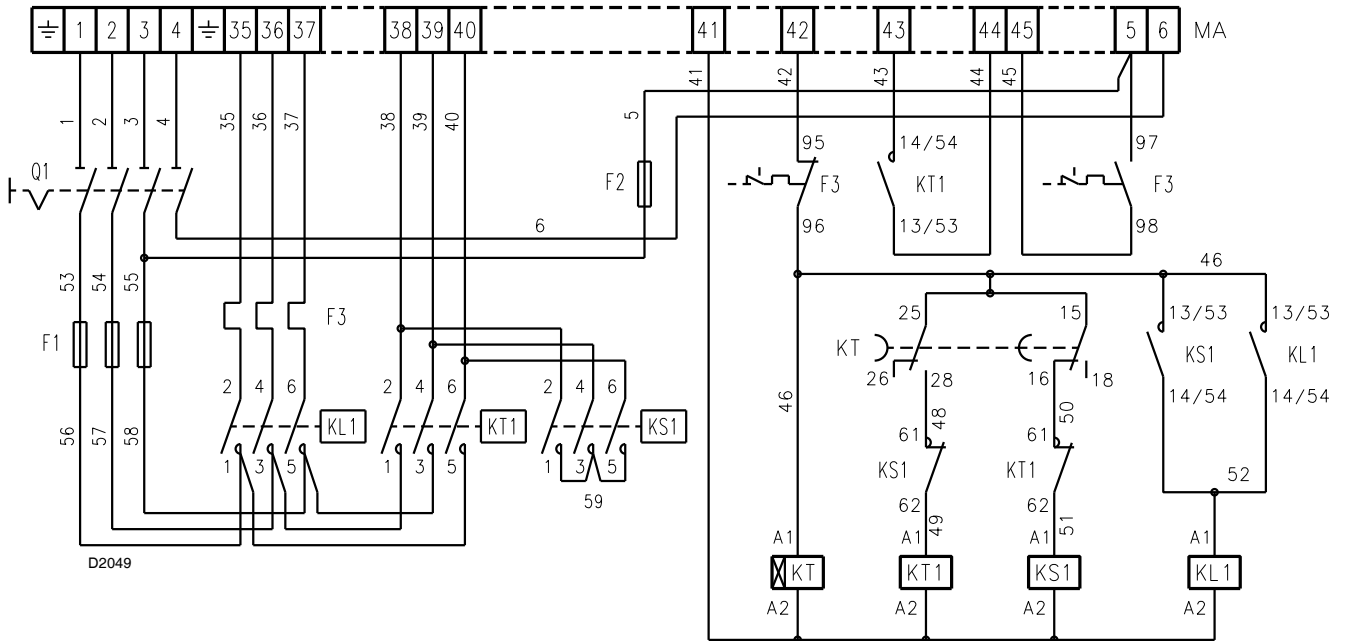 1 2 3 4 35 36 37 38 39 40 41 42 43 44 45 5 6 MA
1 2 3 4 35 36 37 38 39 40 5 41 42 43 44 45
Q1
F2
95 14/54 97
F3 KT1 F3
96 13/53 98
6
46
53 54 55
F1
F3
25 15 13/53 13/53
KT
KS1 KL1
26 28 16 18
14/54 14/54
2 4 6 2 4 6 2 4 6
46 48 50
56 57 58
KL1 KT1 KS1
61 61
1 3 5 1 3 5 1 3 5
KS1 KT1
52
59
62 62
49 51
A1 A1 A1 A1
D2049
KT KT1 KS1 KL1
A2 A2 A2 A2